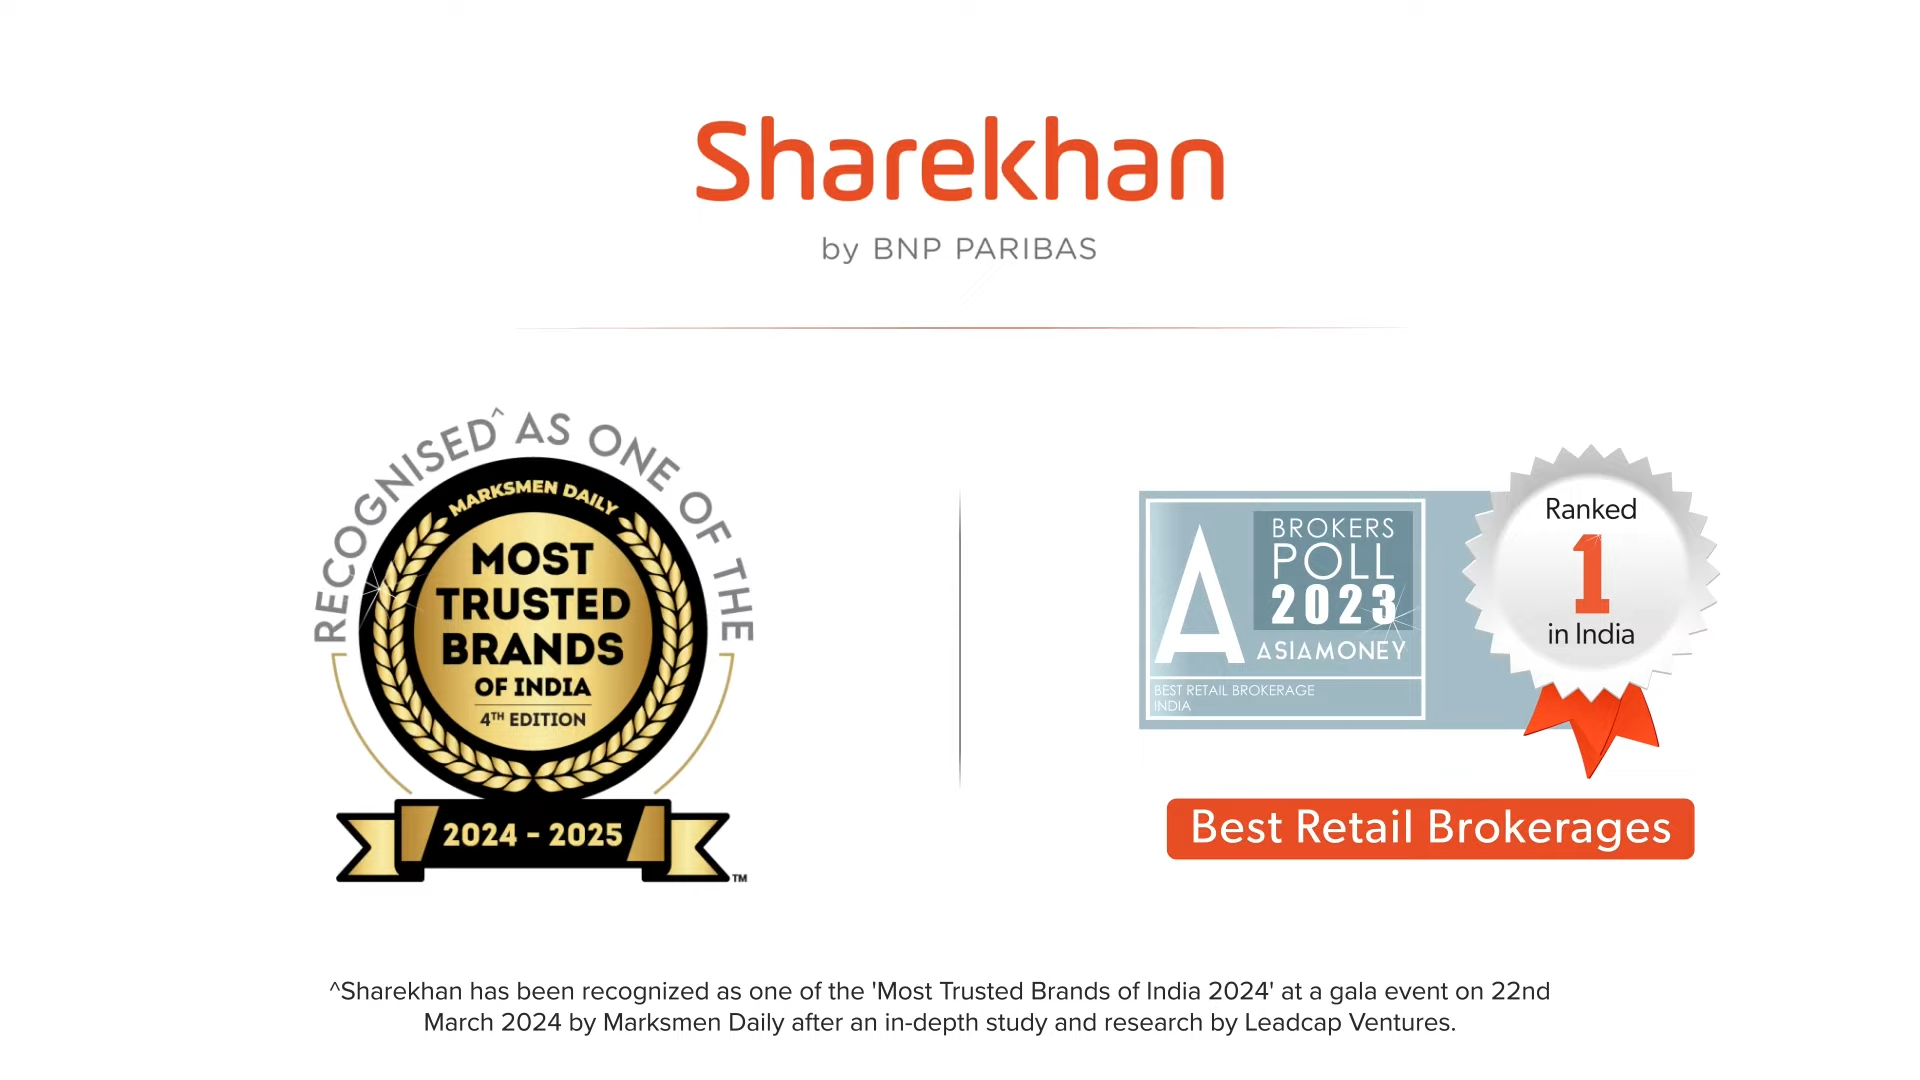 Sharekhan
by BNP PARIBAS
RECOGNISED^ AS ONE OF THE
MARKSMEN DAILY
MOST
TRUSTED
BRANDS
OF INDIA
4TH EDITION
2024 - 2025
TM
A
BROKERS
POLL
2023
ASIAMONEY
BEST RETAIL BROKERAGE
INDIA
Ranked
1
in India
Best Retail Brokerages
^Sharekhan has been recognized as one of the 'Most Trusted Brands of India 2024' at a gala event on 22nd
March 2024 by Marksmen Daily after an in-depth study and research by Leadcap Ventures.